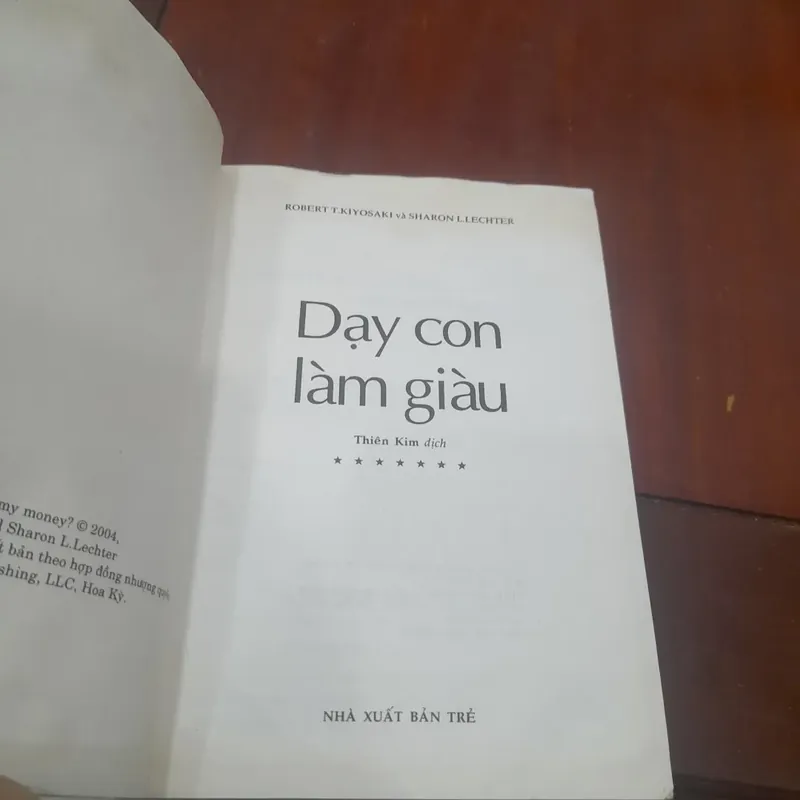 my money? © 2004,
Sharon L.Lechter
bản theo hợp đồng nhượng quyền
shing, LLC, Hoa Kỳ.
ROBERT T.KIYOSAKI và SHARON L.LECHTER
Dạy con
làm giàu
Thiên Kim dịch
★ ★ ★ ★ ★ ★ ★
NHÀ XUẤT BẢN TRẺ